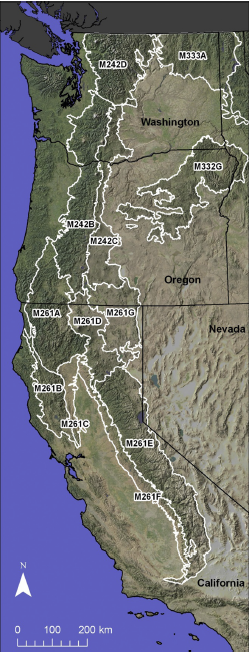 M242D
M333A
Washington
M332G
M242B
M242C
Oregon
M261A
M261G
M261D
Nevada
M261B
M261C
M261E
M261F
N
California
0 100 200 km